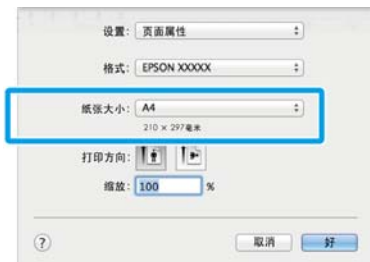 设置： 页面属性
格式： EPSON XXXXX
纸张大小： A4
210 × 297毫米
打印方向：
缩放： 100 %
? 取消 好